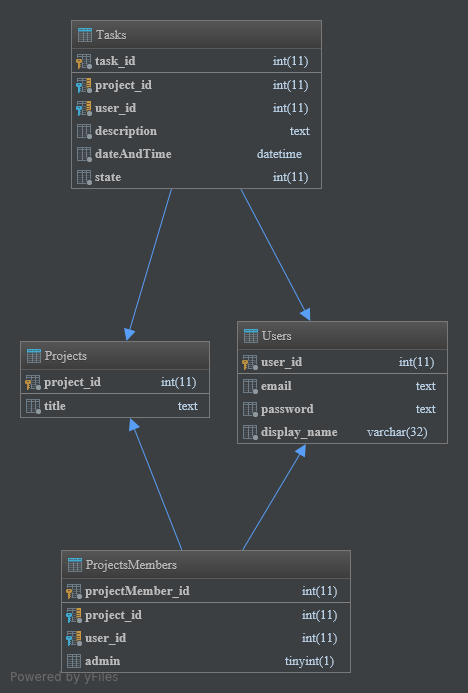 Tasks
task_id int(11)
project_id int(11)
user_id int(11)
description text
dateAndTime datetime
state int(11)
Projects
project_id int(11)
title text
Users
user_id int(11)
email text
password text
display_name varchar(32)
ProjectsMembers
projectMember_id int(11)
project_id int(11)
user_id int(11)
admin tinyint(1)
Powered by yFiles